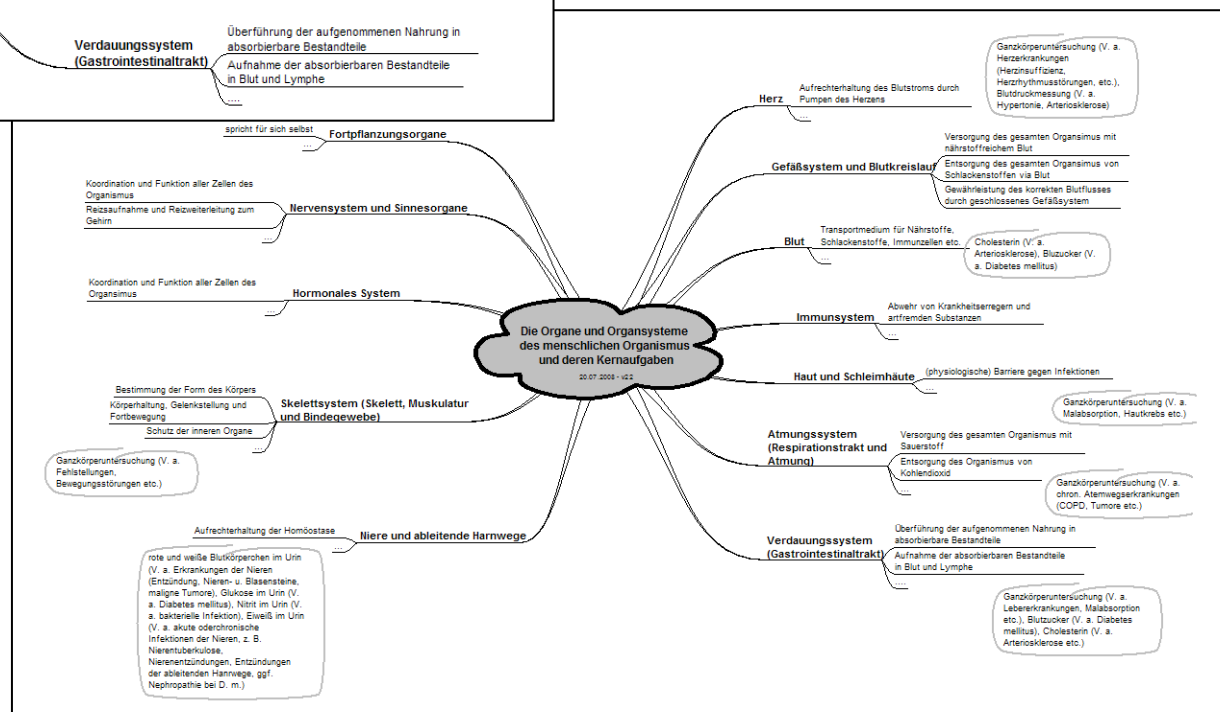 Verdauungssystem
(Gastrointestinaltrakt)
Überführung der aufgenommenen Nahrung in
absorbierbare Bestandteile
Aufnahme der absorbierbaren Bestandteile
in Blut und Lymphe
....
Die Organe und Organsysteme
des menschlichen Organismus
und deren Kernaufgaben
20.07.2008 - v22
Herz
Aufrechterhaltung des Blutstroms durch
Pumpen des Herzens
...
Ganzkörperuntersuchung (V. a.
Herzerkrankungen
(Herzinsuffizienz,
Herzrhythmusstörungen, etc.),
Blutdruckmessung (V. a.
Hypertonie, Arteriosklerose)
Gefäßsystem und Blutkreislauf
Versorgung des gesamten Organsimus mit
nährstoffreichem Blut
Entsorgung des gesamten Organsimus von
Schlackenstoffen via Blut
Gewährleistung des korrekten Blutflusses
durch geschlossenes Gefäßsystem
Blut
Transportmedium für Nährstoffe,
Schlackenstoffe, Immunzellen etc.
...
Cholesterin (V. a.
Arteriosklerose), Bluzucker (V.
a. Diabetes mellitus)
Immunsystem
Abwehr von Krankheitserregern und
artfremden Substanzen
...
Haut und Schleimhäute
(physiologische) Barriere gegen Infektionen
...
Ganzkörperuntersuchung (V. a.
Malabsorption, Hautkrebs etc.)
Atmungssystem
(Respirationstrakt und
Atmung)
Versorgung des gesamten Organismus mit
Sauerstoff
Entsorgung des Organismus von
Kohlendioxid
...
Ganzkörperuntersuchung (V. a.
chron. Atemwegserkrankungen
(COPD, Tumore etc.)
Verdauungssystem
(Gastrointestinaltrakt)
Überführung der aufgenommenen Nahrung in
absorbierbare Bestandteile
Aufnahme der absorbierbaren Bestandteile
in Blut und Lymphe
....
Ganzkörperuntersuchung (V. a.
Lebererkrankungen, Malabsorption
etc.), Blutzucker (V. a. Diabetes
mellitus), Cholesterin (V. a.
Arteriosklerose etc.)
Fortpflanzungsorgane
spricht für sich selbst
...
Nervensystem und Sinnesorgane
Koordination und Funktion aller Zellen des
Organismus
Reizsaufnahme und Reizweiterleitung zum
Gehirn
...
Hormonales System
Koordination und Funktion aller Zellen des
Organsimus
...
Skelettsystem (Skelett, Muskulatur
und Bindegewebe)
Bestimmung der Form des Körpers
Körperhaltung, Gelenkstellung und
Fortbewegung
Schutz der inneren Organe
...
Ganzkörperuntersuchung (V. a.
Fehlstellungen,
Bewegungsstörungen etc.)
Niere und ableitende Harnwege
Aufrechterhaltung der Homöostase
...
rote und weiße Blutkörperchen im Urin
(V. a. Erkrankungen der Nieren
(Entzündung, Nieren- u. Blasensteine,
maligne Tumore), Glukose im Urin (V.
a. Diabetes mellitus), Nitrit im Urin (V.
a. bakterielle Infektion), Eiweiß im Urin
(V. a. akute oderchronische
Infektionen der Nieren, z. B.
Nierentuberkulose,
Nierenentzündungen, Entzündungen
der ableitenden Hanrwege, ggf.
Nephropathie bei D. m.)